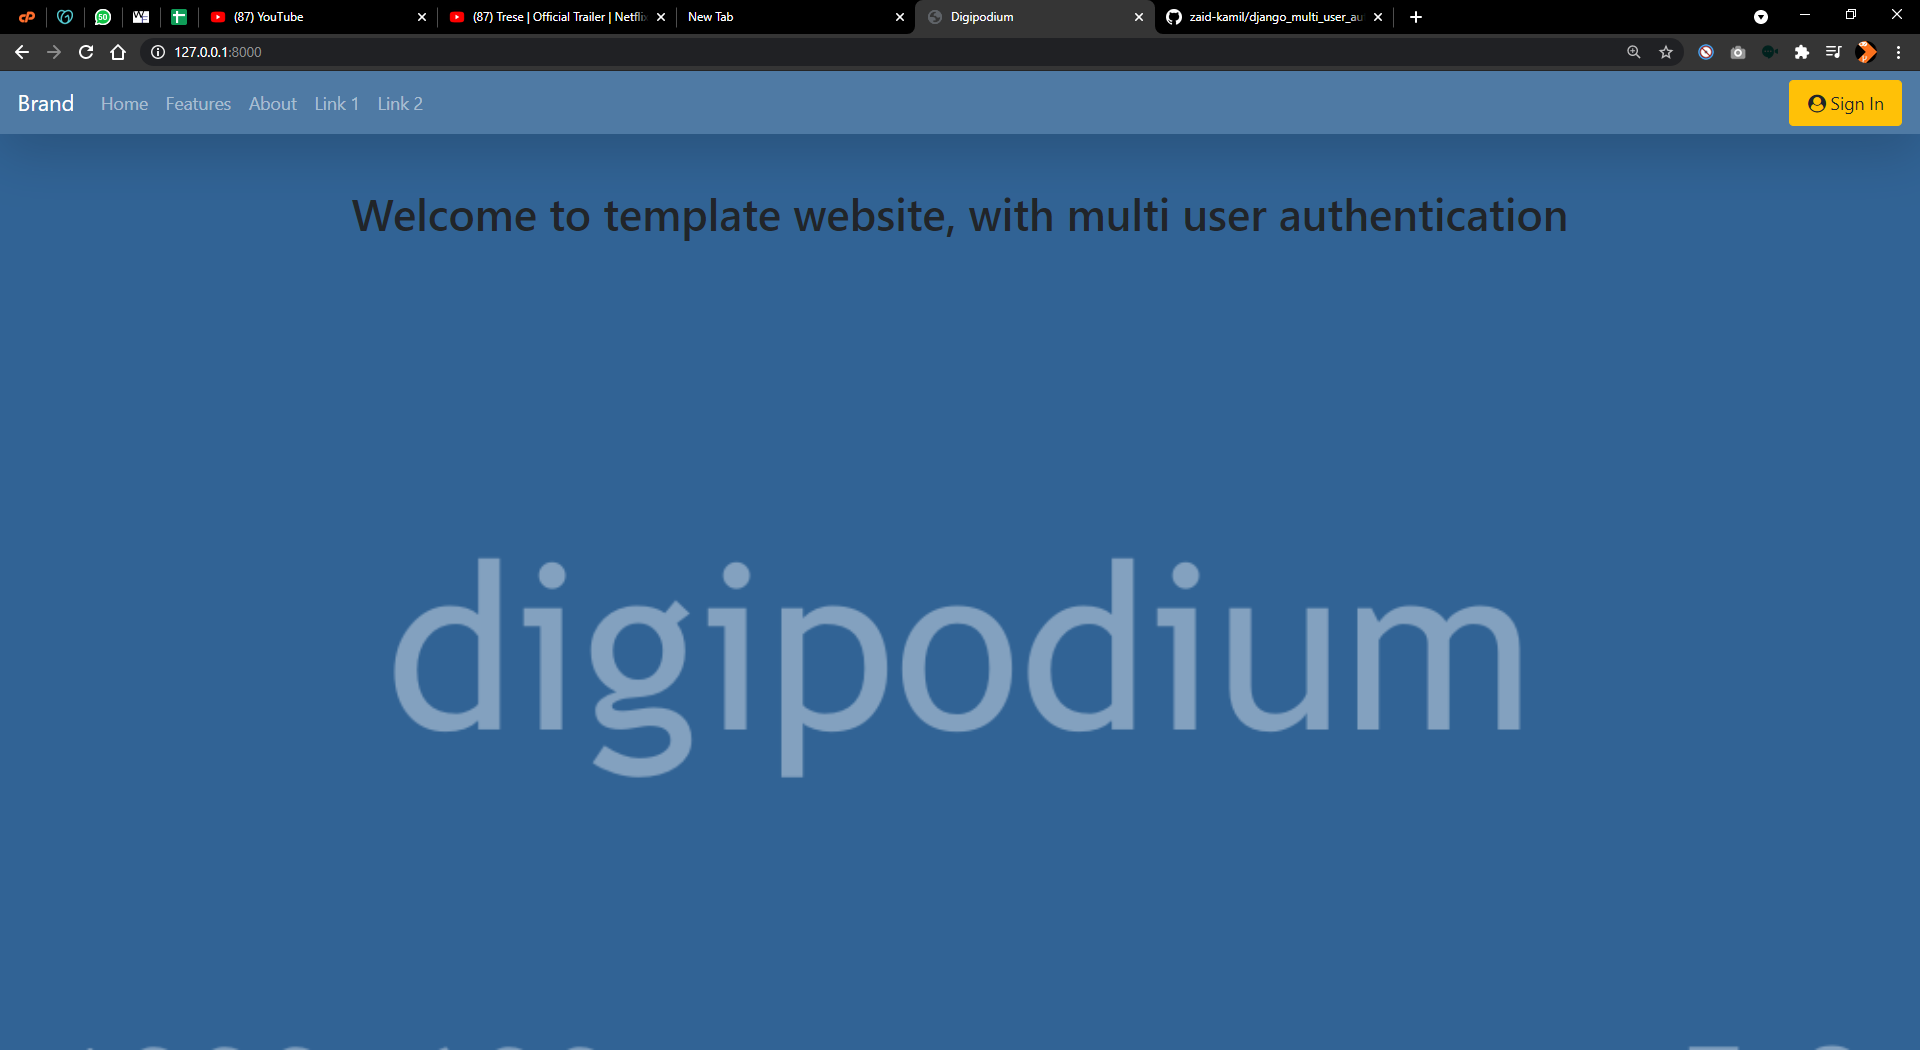 (87) YouTube
(87) Trese | Official Trailer | Netflix
New Tab
Digipodium
zaid-kamil/django_multi_user_au
127.0.0.1:8000
Brand
Home
Features
About
Link 1
Link 2
Sign In
Welcome to template website, with multi user authentication
digipodium